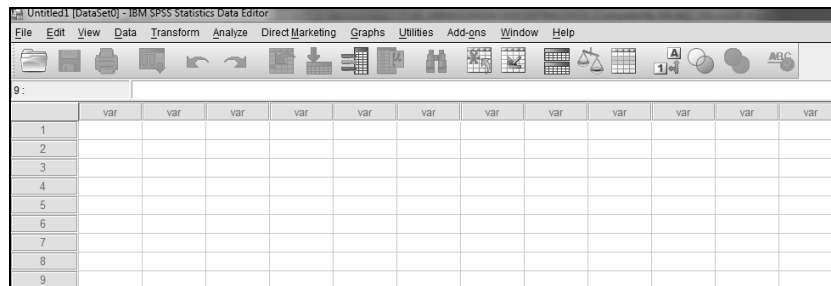 Untitled1 [DataSet0] - IBM SPSS Statistics Data Editor
File Edit View Data Transform Analyze Direct Marketing Graphs Utilities Add-ons Window Help
A
1 ABC
9 :
var var var var var var var var var var var var
1
2
3
4
5
6
7
8
9